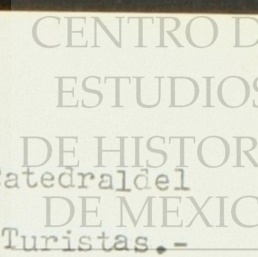 CENTRO D
ESTUDIOS
DE HISTOR
Catedraldel
DE MEXIC
Turistas.-